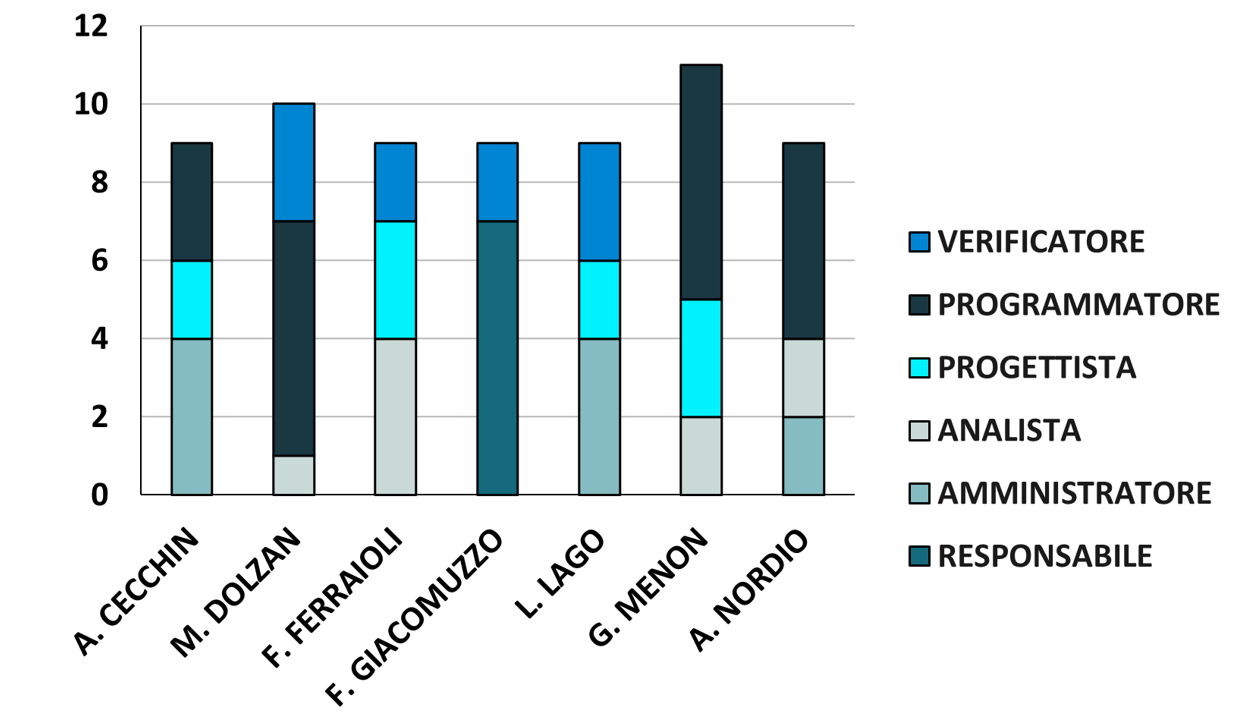 12
10
8
6
4
2
0
A. CECCHIN
M. DOLZAN
F. FERRAIOLI
F. GIACOMUZZO
L. LAGO
G. MENON
A. NORDIO
VERIFICATORE
PROGRAMMATORE
PROGETTISTA
ANALISTA
AMMINISTRATORE
RESPONSABILE